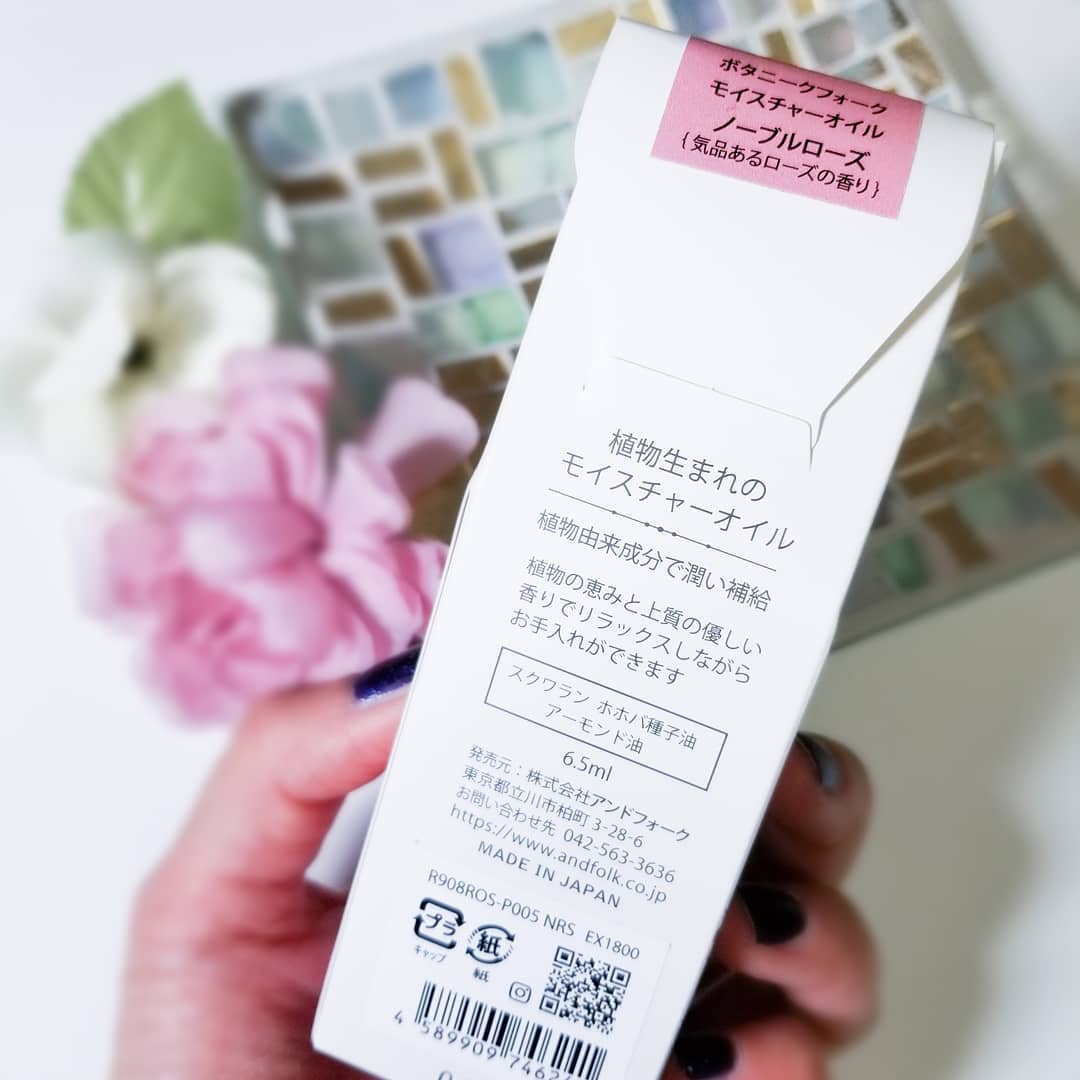 ボタニークフォーク
モイスチャーオイル
ノーブルローズ
{気品あるローズの香り}
植物生まれの
モイスチャーオイル
植物由来成分で潤い補給
植物の恵みと上質の優しい
香りでリラックスしながら
お手入れができます
スクワラン ホホバ種子油
アーモンド油
6.5ml
発売元:株式会社アンドフォーク
東京都立川市柏町 3-28-6
お問い合わせ先 042-563-3636
https://www.andfolk.co.jp
MADE IN JAPAN
R908ROS-P005 NRS EX1800
プラ 紙
キャップ 紙
4 589909